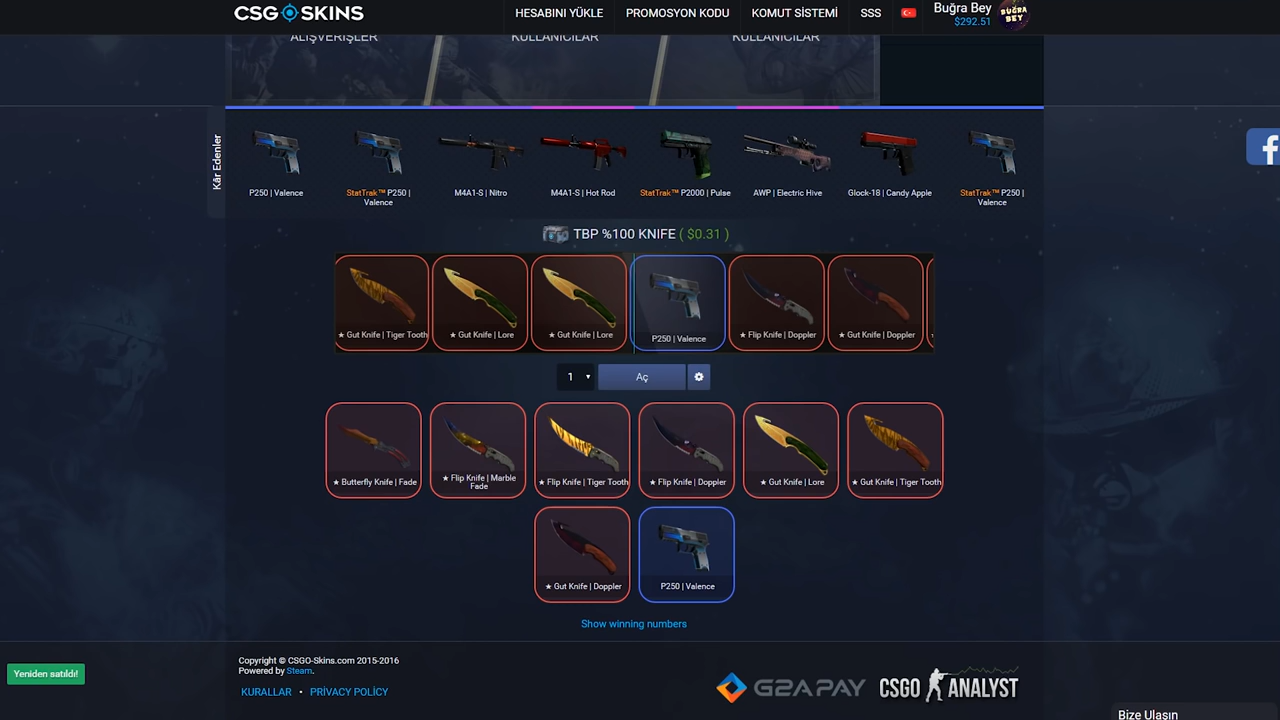 CSGO SKINS
HESABINI YÜKLE
PROMOSYON KODU
KOMUT SİSTEMİ
SSS
Buğra Bey
$292.51
BUĞRA
BEY
ALIŞVERİŞLER
KULLANICILAR
KULLANICILAR
Kâr Edenler
P250 | Valence
StatTrak™ P250 |
Valence
M4A1-S | Nitro
M4A1-S | Hot Rod
StatTrak™ P2000 | Pulse
AWP | Electric Hive
Glock-18 | Candy Apple
StatTrak™ P250 |
Valence
TBP %100 KNIFE ( $0.31 )
★ Gut Knife | Tiger Tooth
★ Gut Knife | Lore
★ Gut Knife | Lore
P250 | Valence
★ Flip Knife | Doppler
★ Gut Knife | Doppler
1
Aç
★ Butterfly Knife | Fade
★ Flip Knife | Marble
Fade
★ Flip Knife | Tiger Tooth
★ Flip Knife | Doppler
★ Gut Knife | Lore
★ Gut Knife | Tiger Tooth
★ Gut Knife | Doppler
P250 | Valence
Show winning numbers
Yeniden satıldı!
Copyright © CSGO-Skins.com 2015-2016
Powered by Steam.
KURALLAR • PRIVACY POLICY
G2A PAY
CSGO ANALYST
Bize Ulaşın